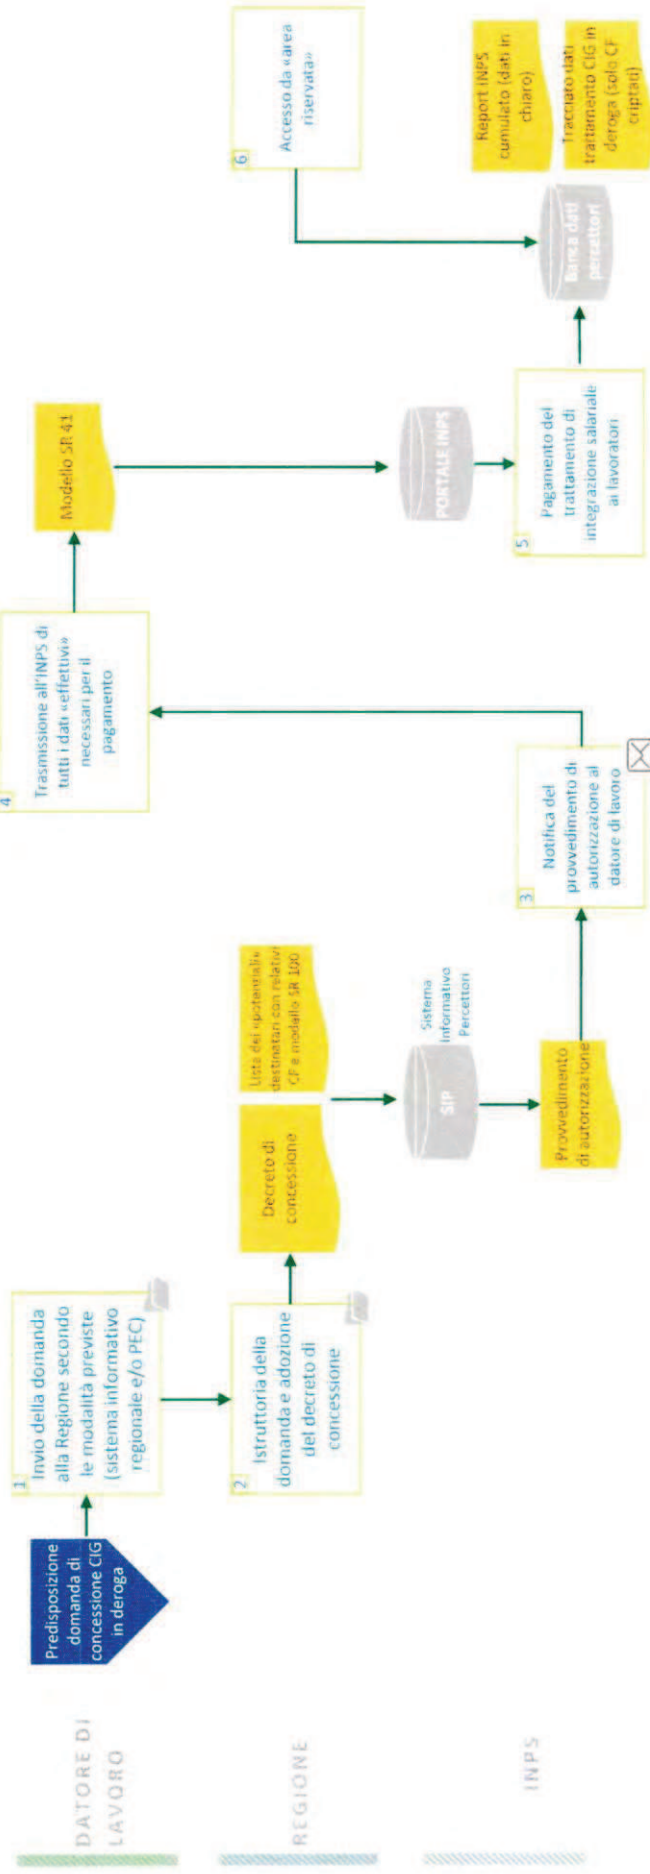 DATORE DI
LAVORO
REGIONE
INPS
Predisposizione
domanda di
concessione CIG
in deroga
1
Invio della domanda
alla Regione secondo
le modalità previste
(sistema informativo
regionale e/o PEC)
2
Istruttoria della
domanda e adozione
del decreto di
concessione
Decreto di
concessione
Lista dei «potenziali»
destinatari con relativi
CF e modello SR 100
SIP
Sistema
Informativo
Percettori
Provvedimento
di autorizzazione
3
Notifica del
provvedimento di
autorizzazione al
datore di lavoro
4
Trasmissione all'INPS di
tutti i dati «effettivi»
necessari per il
pagamento
Modello SR 41
PORTALE INPS
5
Pagamento del
trattamento di
integrazione salariale
ai lavoratori
Banca dati
percettori
6
Accesso da «area
riservata»
Report INPS
cumulato (dati in
chiaro)
Tracciato dati
trattamento CIG in
deroga (solo CF
criptati)